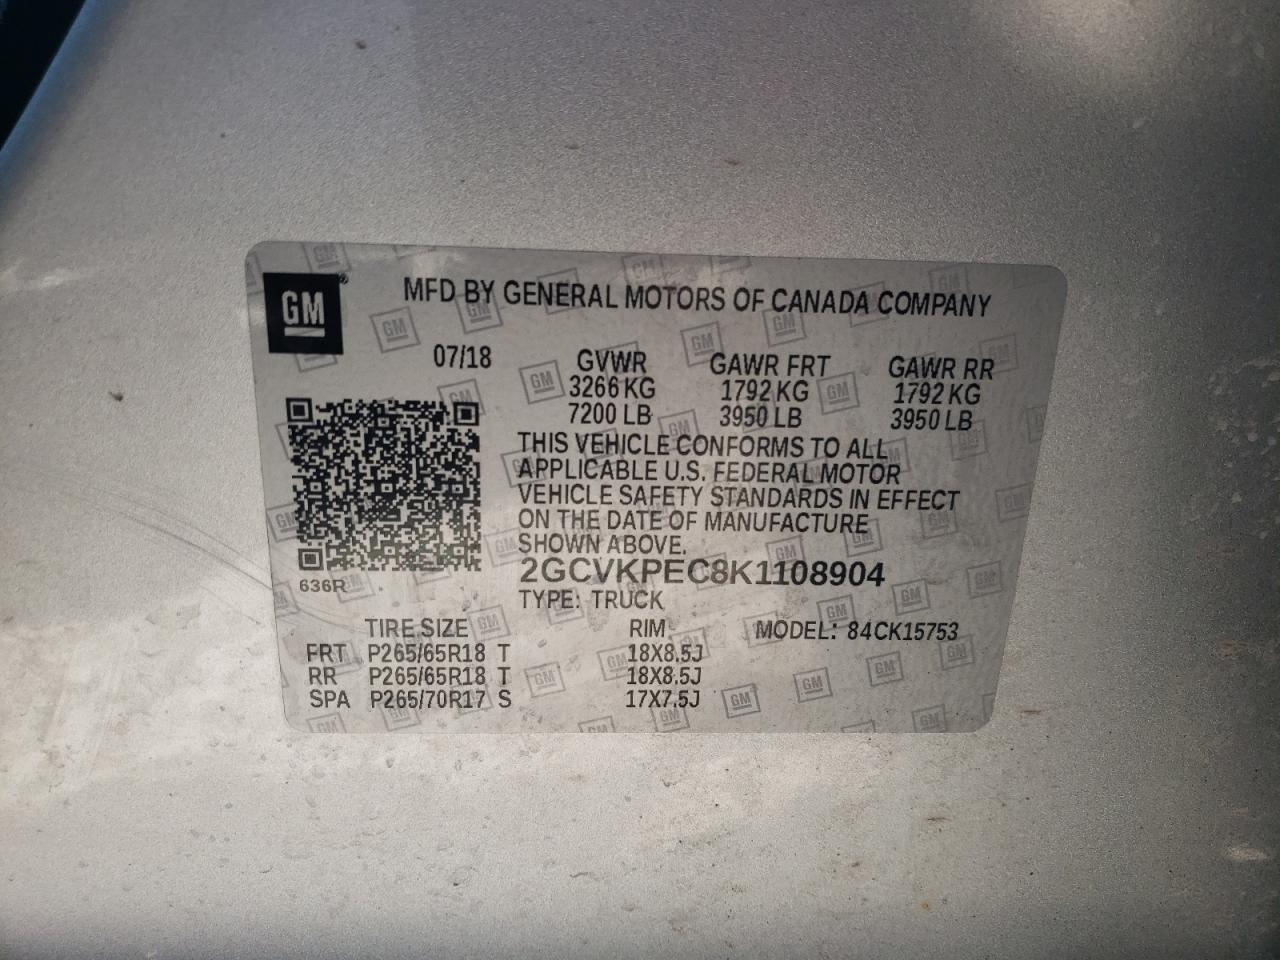 GM®
MFD BY GENERAL MOTORS OF CANADA COMPANY
07/18 GVWR GAWR FRT GAWR RR
3266 KG 1792 KG 1792 KG
7200 LB 3950 LB 3950 LB
THIS VEHICLE CONFORMS TO ALL
APPLICABLE U.S. FEDERAL MOTOR
VEHICLE SAFETY STANDARDS IN EFFECT
ON THE DATE OF MANUFACTURE
SHOWN ABOVE.
2GCVKPEC8K1108904
636R
TYPE: TRUCK
TIRE SIZE RIM MODEL: 84CK15753
FRT P265/65R18 T 18X8.5J
RR P265/65R18 T 18X8.5J
SPA P265/70R17 S 17X7.5J